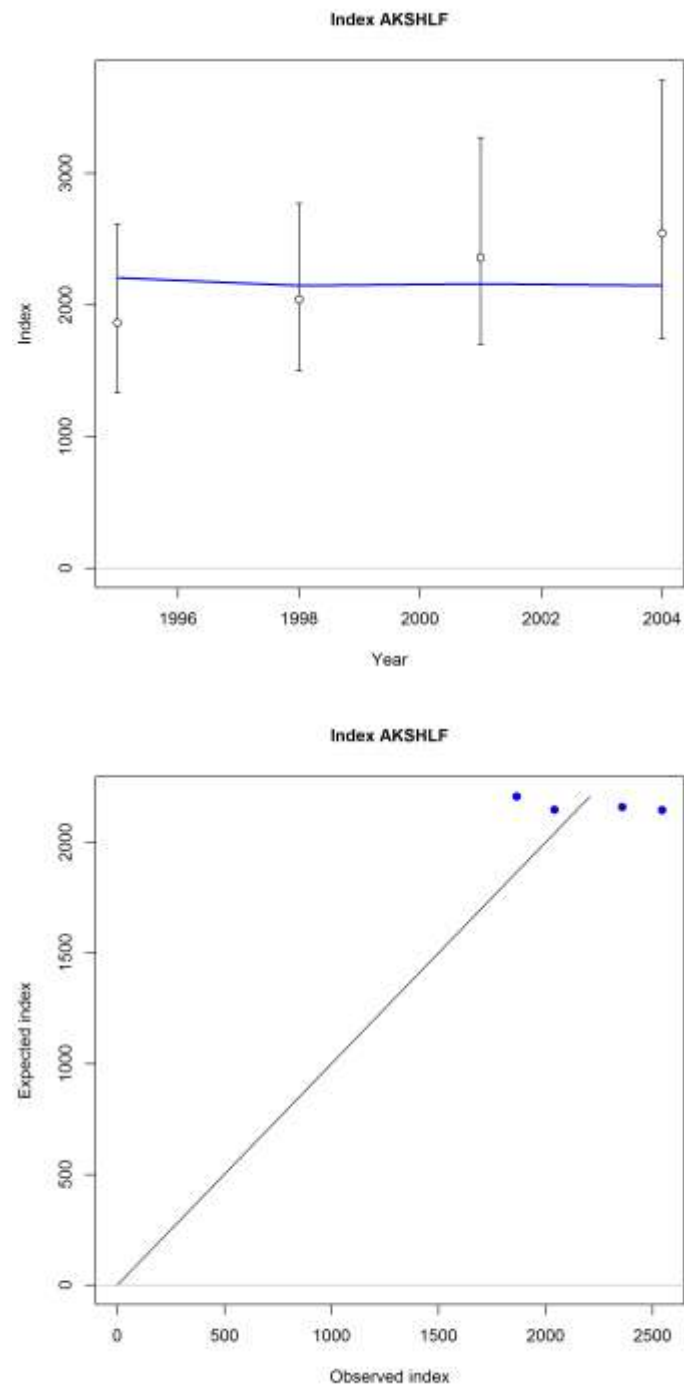 Index AKSHLF
3000
2000
1000
0
Index
1996 1998 2000 2002 2004
Year
Index AKSHLF
2000
1500
1000
500
0
Expected index
0 500 1000 1500 2000 2500
Observed index